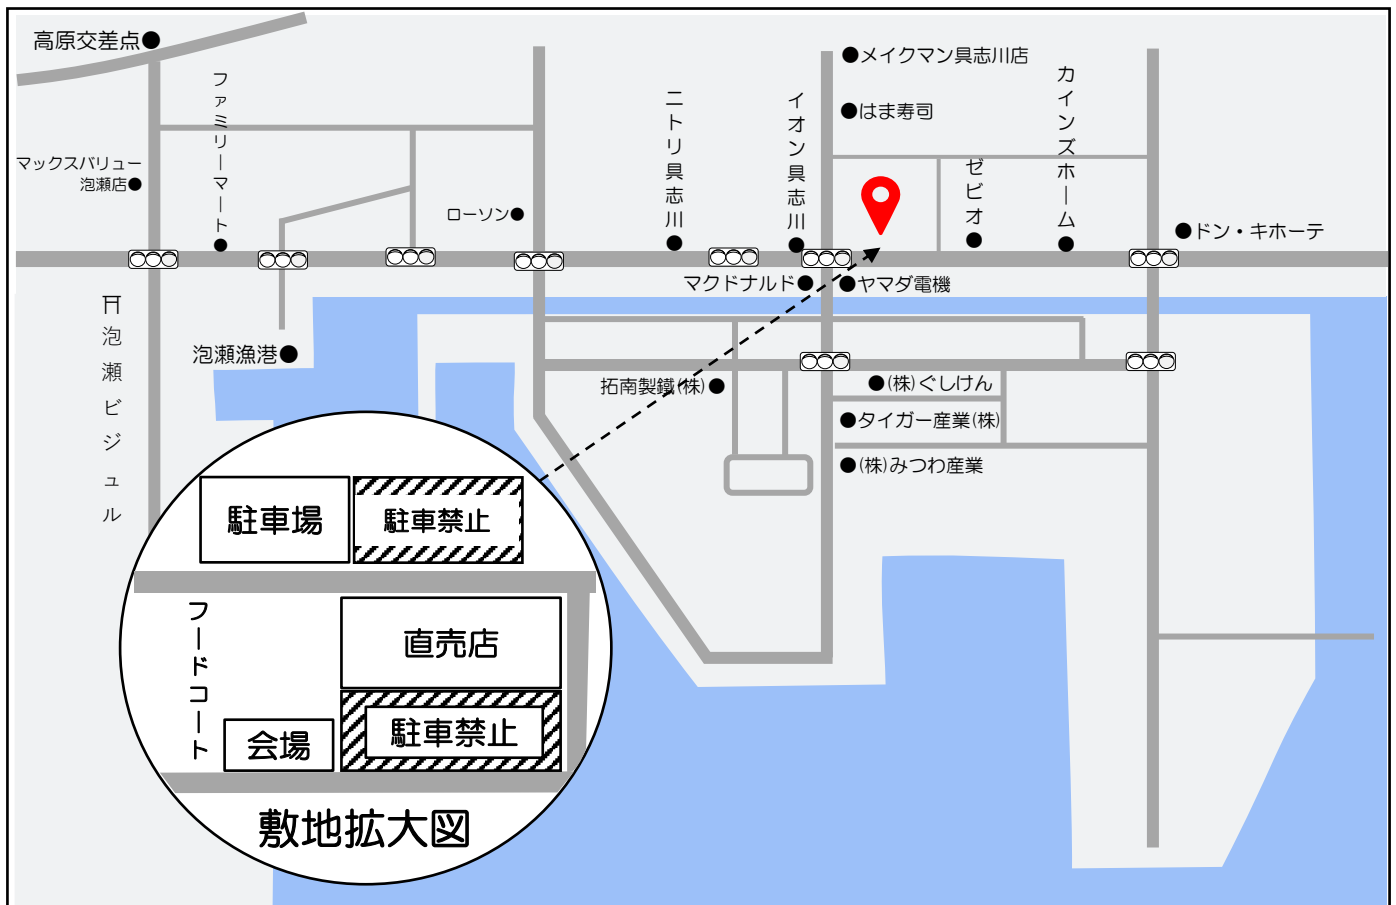 高原交差点●
ファミリーマート●
マックスバリュー
泡瀬店●
ローソン●
ニトリ具志川●
イオン具志川●
●メイクマン具志川店
●はま寿司
ゼビオ●
カインズホーム●
●ドン・キホーテ
マクドナルド●
●ヤマダ電機
泡瀬ビジュル
泡瀬漁港●
拓南製鐵(株)●
●(株)ぐしけん
●タイガー産業(株)
●(株)みつわ産業
駐車場
駐車禁止
フードコート
直売店
会場
駐車禁止
敷地拡大図